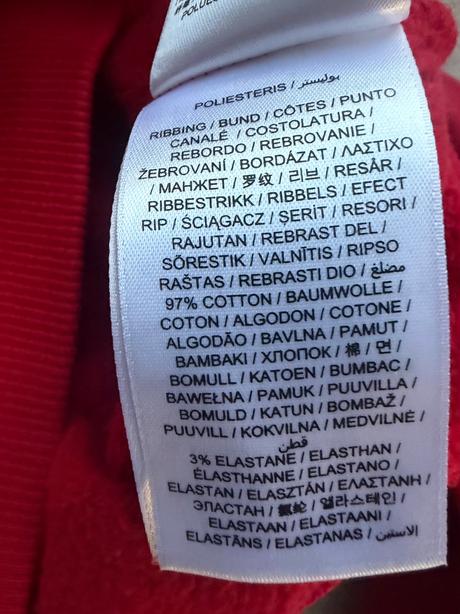 POLIESTERIS / بوليستر
RIBBING / BUND / CÔTES / PUNTO
CANALÉ / COSTOLATURA /
REBORDO / REBROVANIE /
ŽEBROVANÍ / BORDÁZAT / ΛΑΣΤΙΧΟ
/ МАНЖЕТ / 罗纹 / 리브 / RESÅR /
RIBBESTRIKK / RIBBELS / EFECT
RIP / ŚCIĄGACZ / ŞERİT / RESORI /
RAJUTAN / REBRAST DEL /
SÕRESTIK / VALNĪTIS / RIPSO
RAŠTAS / REBRASTI DIO / مضلع /
97% COTTON / BAUMWOLLE /
COTON / ALGODON / COTONE /
ALGODÃO / BAVLNA / PAMUT /
BAMBAKI / ХЛОПОК / 棉 / 면 /
BOMULL / KATOEN / BUMBAC /
BAWEŁNA / PAMUK / PUUVILLA /
BOMULD / KATUN / BOMBAŽ /
PUUVILL / KOKVILNA / MEDVILNĖ /
قطن
3% ELASTANE / ELASTHAN /
ÉLASTHANNE / ELASTANO /
ELASTAN / ELASZTÁN / ΕΛΑΣΤΑΝΗ /
ЭЛАСТАН / 氨纶 / 엘라스테인 /
ELASTAAN / ELASTAANI /
ELASTĀNS / ELASTANAS / الاستين